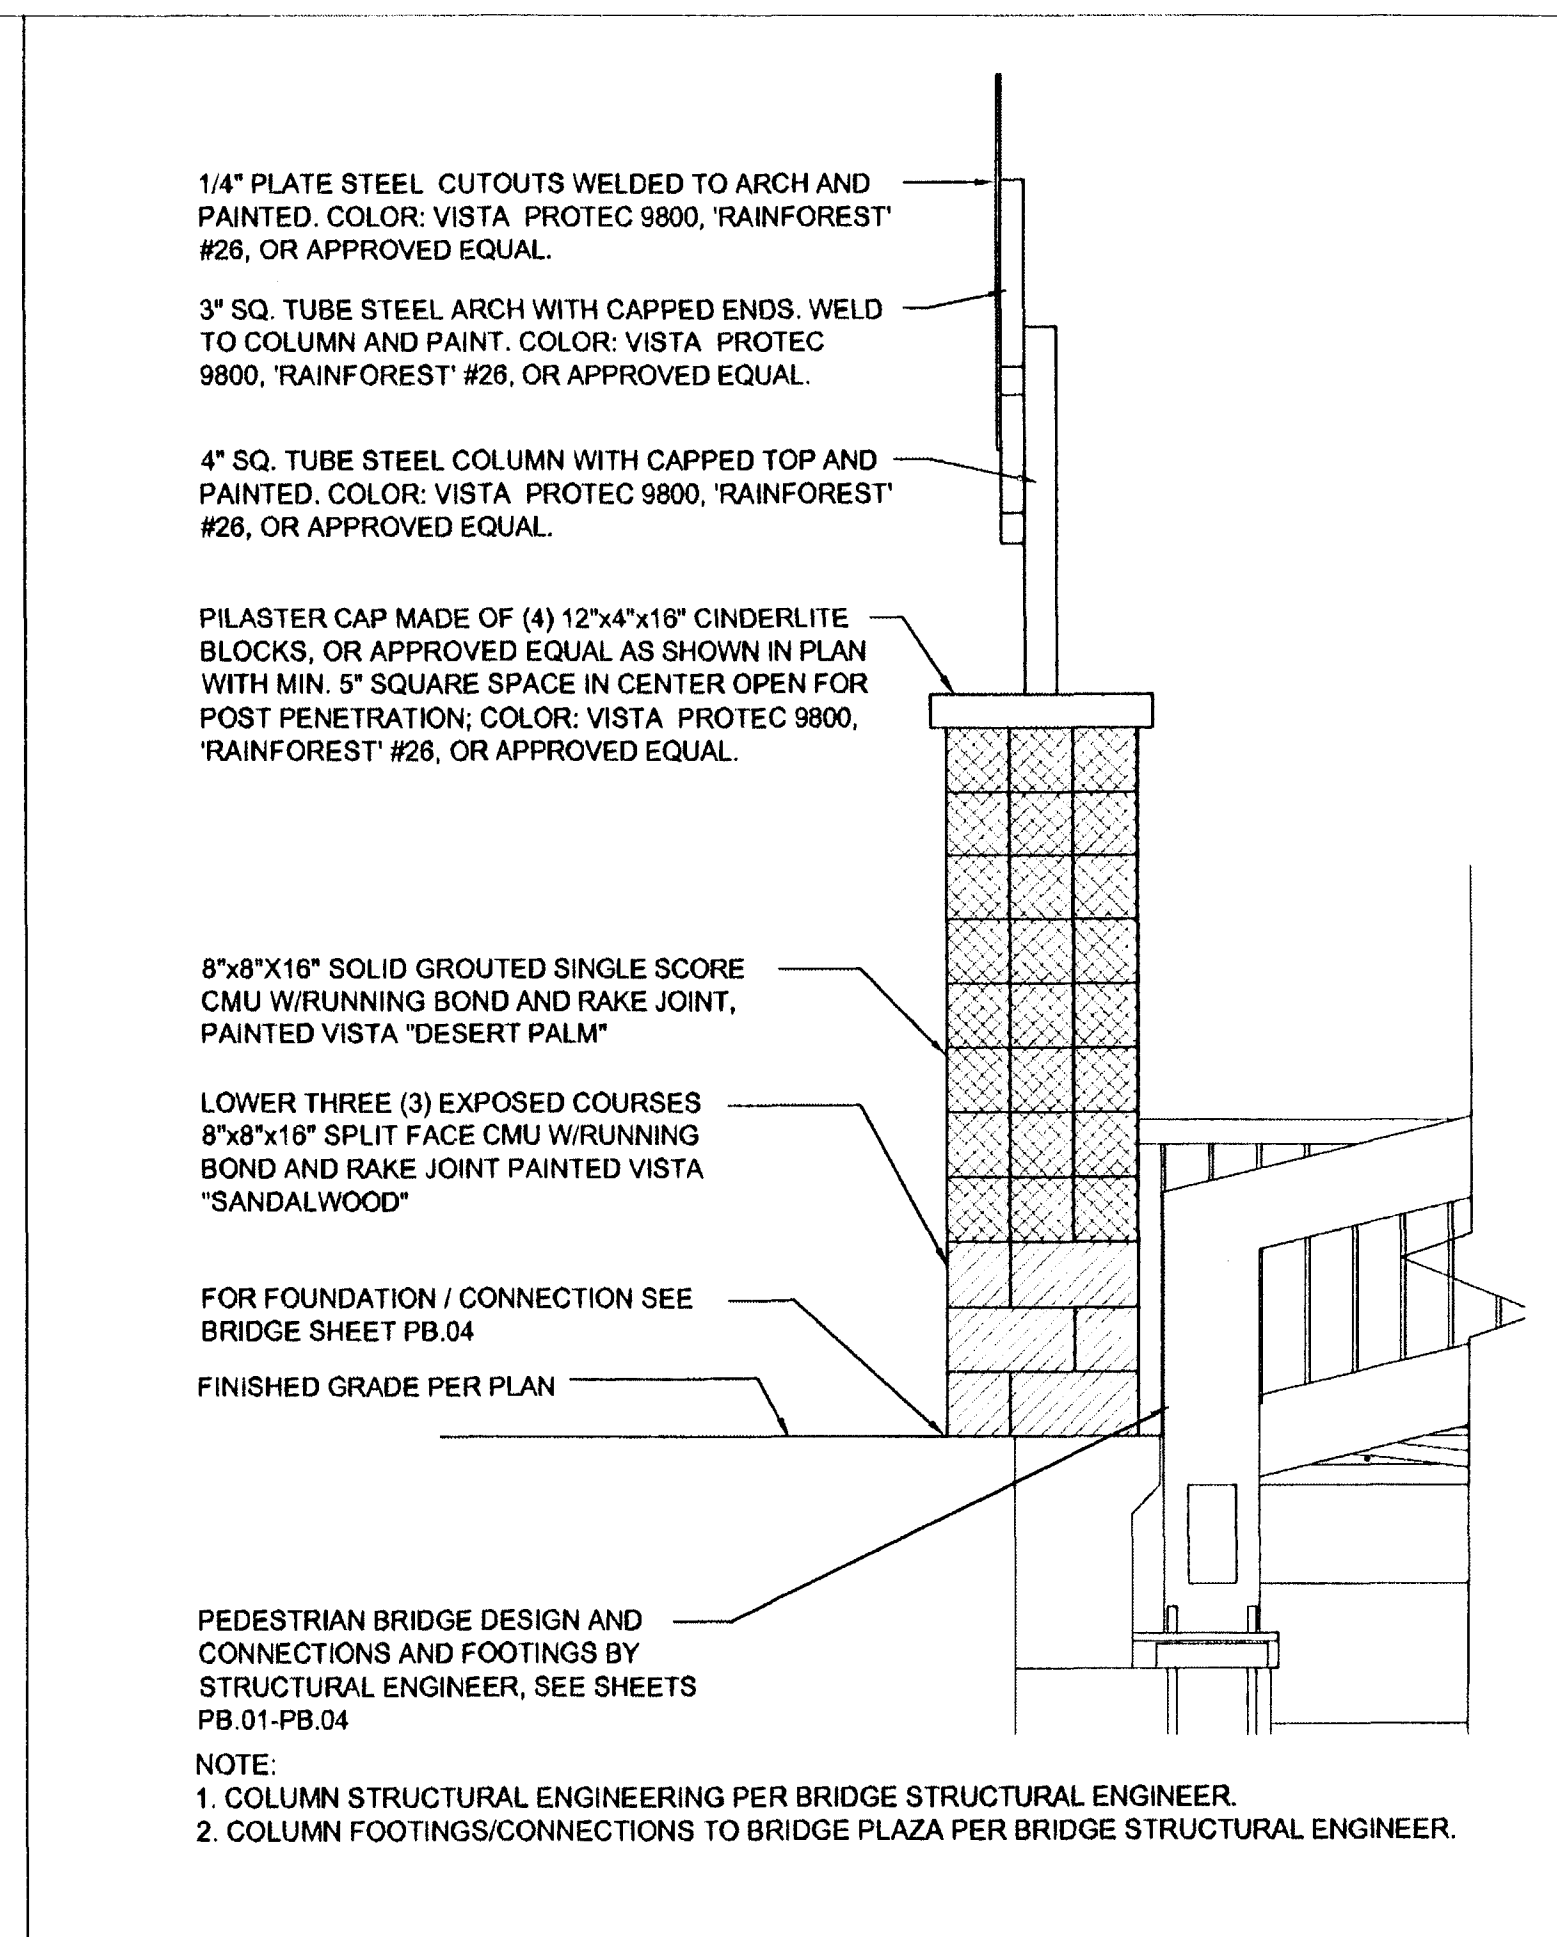 1/4" PLATE STEEL CUTOUTS WELDED TO ARCH AND
PAINTED. COLOR: VISTA PROTEC 9800, 'RAINFOREST'
#26, OR APPROVED EQUAL.
3" SQ. TUBE STEEL ARCH WITH CAPPED ENDS. WELD
TO COLUMN AND PAINT. COLOR: VISTA PROTEC
9800, 'RAINFOREST' #26, OR APPROVED EQUAL.
4" SQ. TUBE STEEL COLUMN WITH CAPPED TOP AND
PAINTED. COLOR: VISTA PROTEC 9800, 'RAINFOREST'
#26, OR APPROVED EQUAL.
PILASTER CAP MADE OF (4) 12"x4"x16" CINDERLITE
BLOCKS, OR APPROVED EQUAL AS SHOWN IN PLAN
WITH MIN. 5" SQUARE SPACE IN CENTER OPEN FOR
POST PENETRATION; COLOR: VISTA PROTEC 9800,
'RAINFOREST' #26, OR APPROVED EQUAL.
8"x8"X16" SOLID GROUTED SINGLE SCORE
CMU W/RUNNING BOND AND RAKE JOINT,
PAINTED VISTA "DESERT PALM"
LOWER THREE (3) EXPOSED COURSES
8"x8"x16" SPLIT FACE CMU W/RUNNING
BOND AND RAKE JOINT PAINTED VISTA
"SANDALWOOD"
FOR FOUNDATION / CONNECTION SEE
BRIDGE SHEET PB.04
FINISHED GRADE PER PLAN
PEDESTRIAN BRIDGE DESIGN AND
CONNECTIONS AND FOOTINGS BY
STRUCTURAL ENGINEER, SEE SHEETS
PB.01-PB.04
NOTE:
1. COLUMN STRUCTURAL ENGINEERING PER BRIDGE STRUCTURAL ENGINEER.
2. COLUMN FOOTINGS/CONNECTIONS TO BRIDGE PLAZA PER BRIDGE STRUCTURAL ENGINEER.